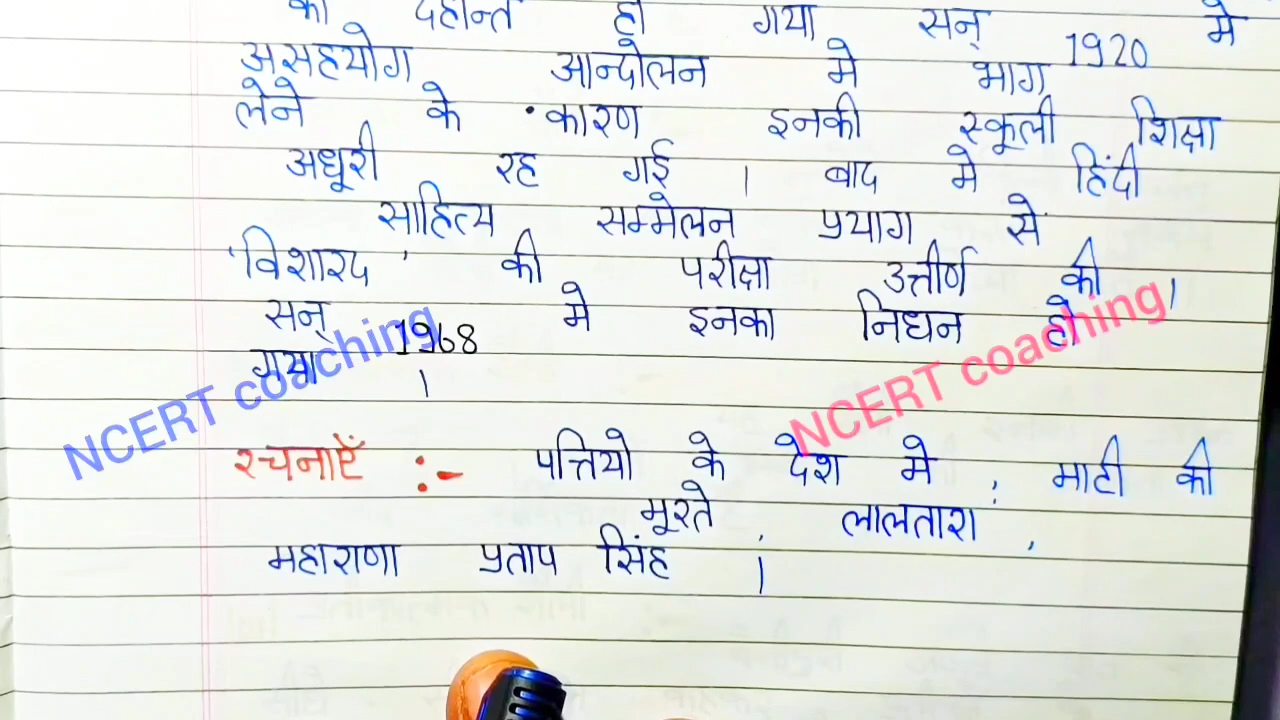 का देहान्त हो गया सन् 1920 में
असहयोग आन्दोलन मे भाग
लेने के कारण इनकी स्कूली शिक्षा
अधूरी रह गई । बाद मे हिंदी
साहित्य सम्मेलन प्रयाग से
'विशारद' की परीक्षा उत्तीर्ण की ।
सन् 1968 मे इनका निधन हो
गया ।
NCERT coaching
NCERT coaching
रचनाएँ :- पत्तियो के देश मे , माटी की
मूरते , लालतारा ,
महाराणा प्रताप सिंह ।